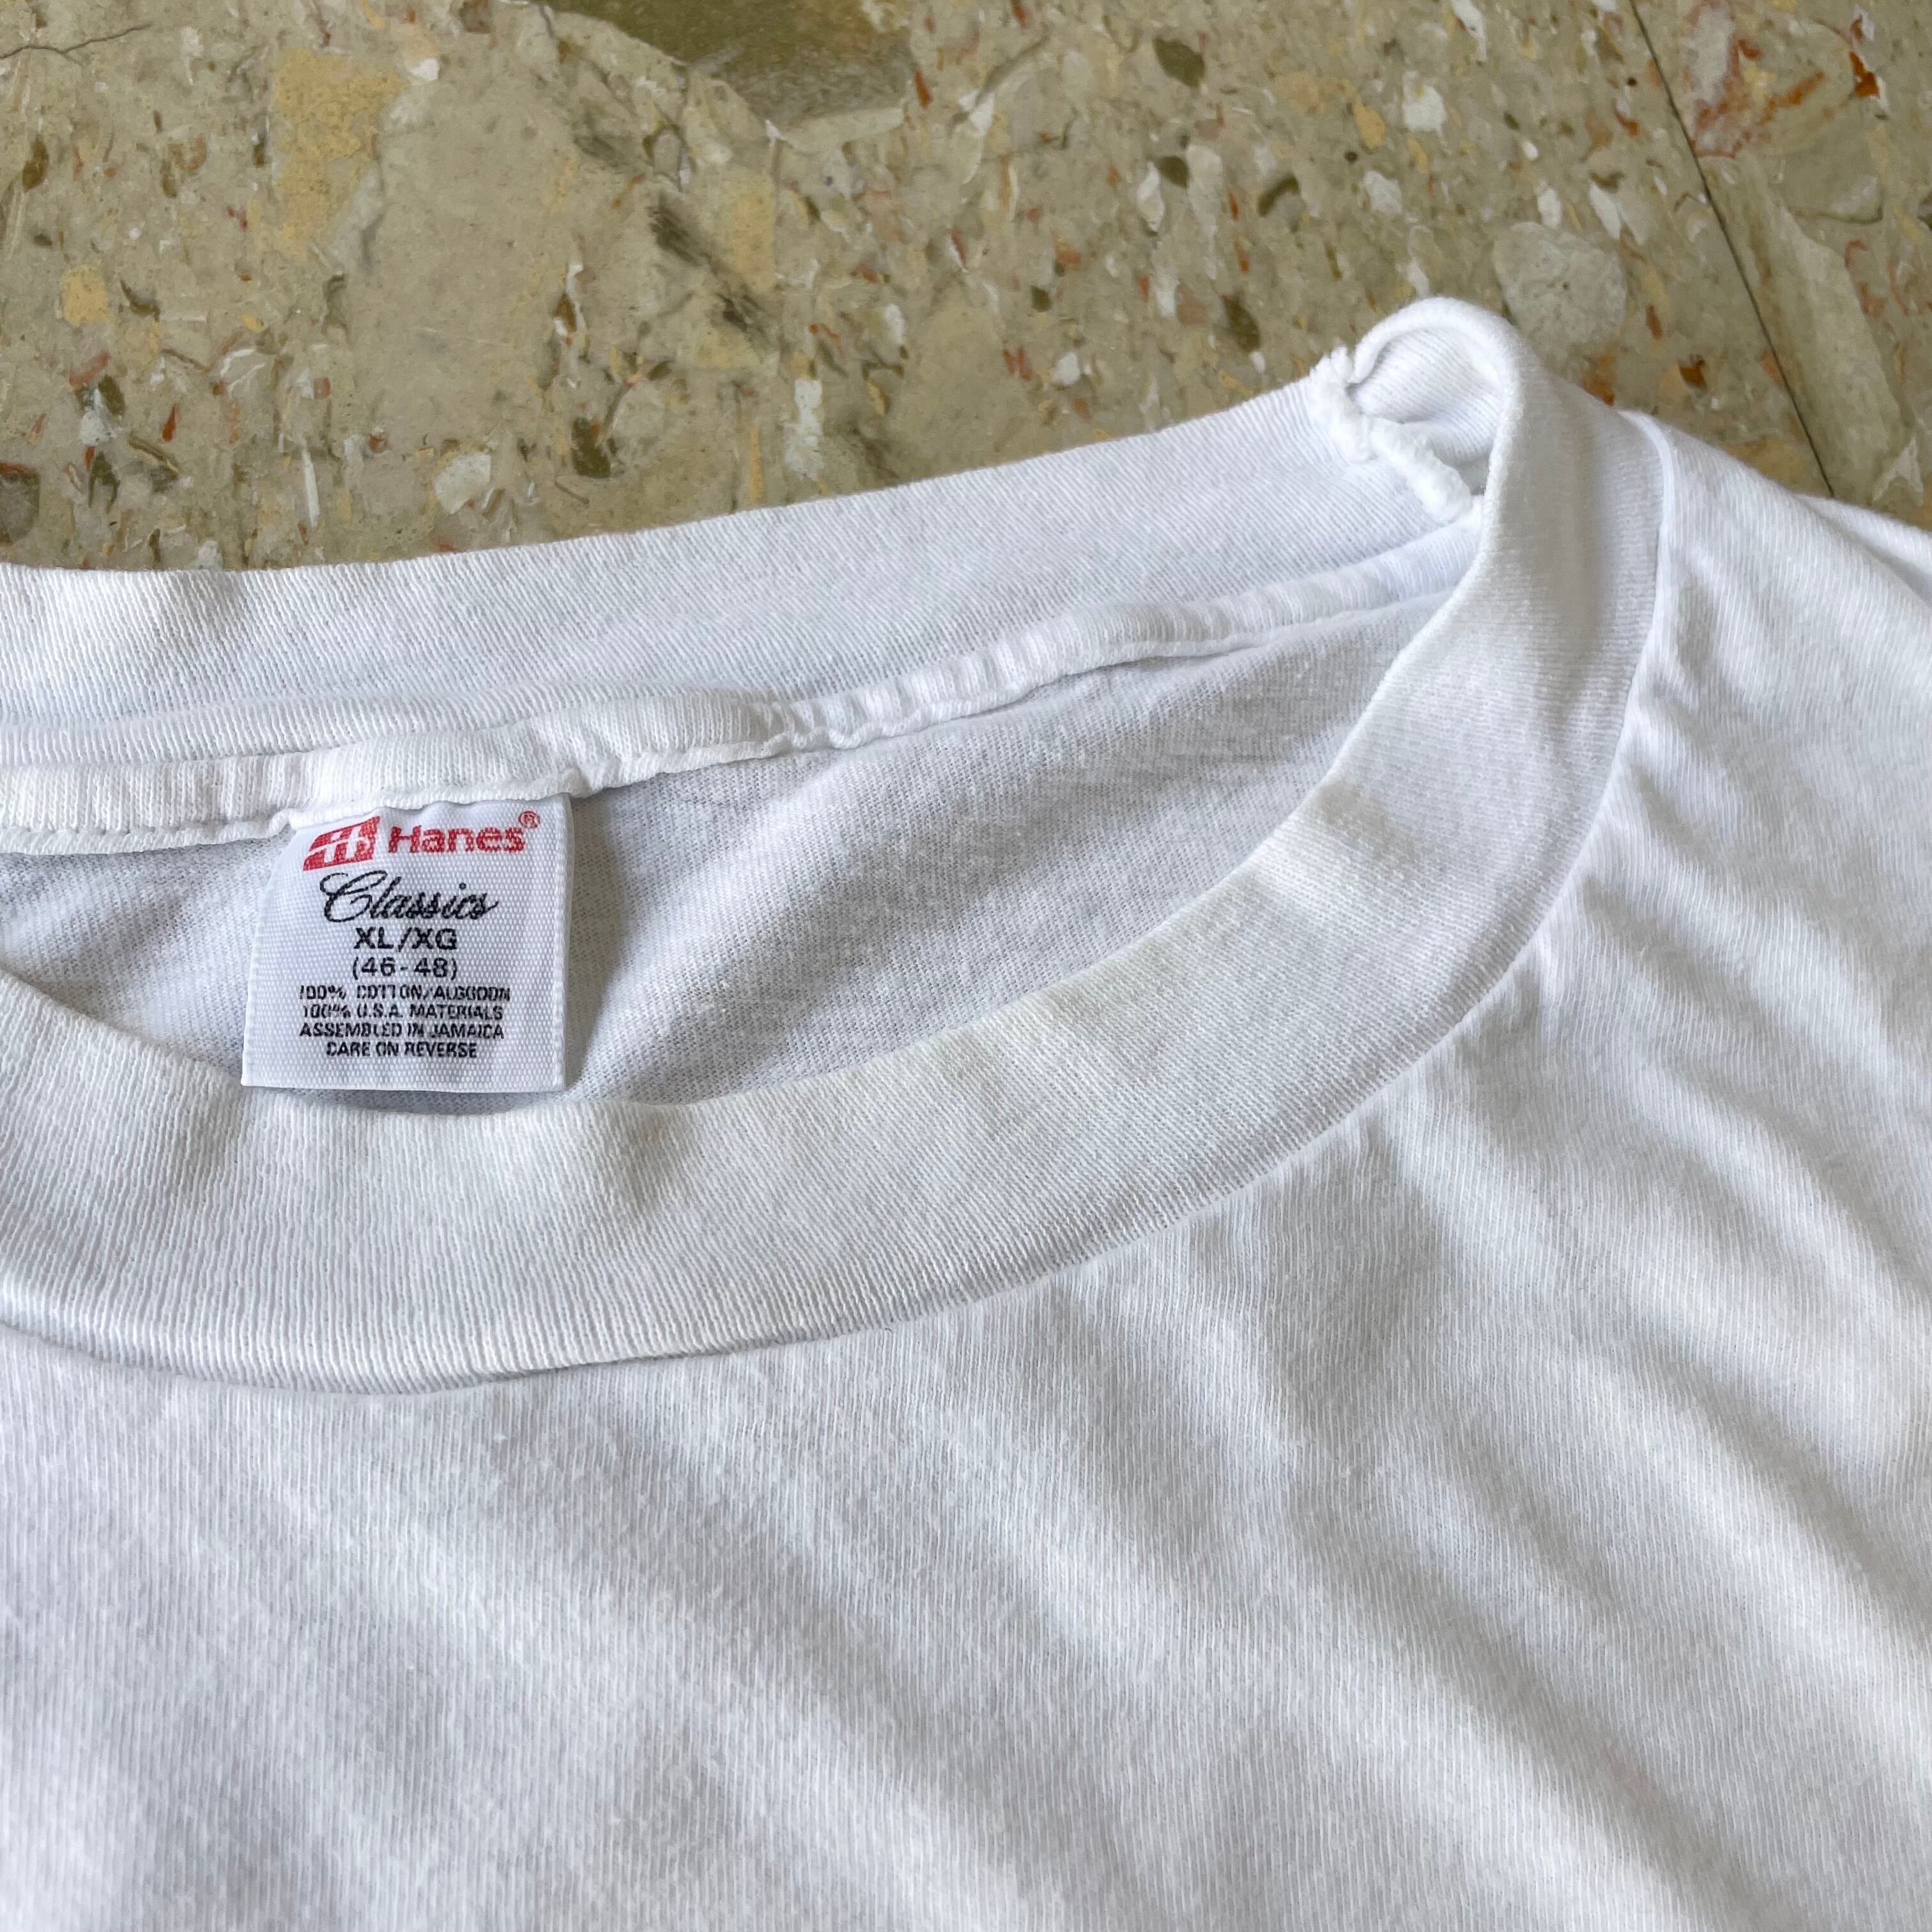 Hanes®
Classics
XL/XG
(46-48)
100% COTTON/ALGODON
100% U.S.A. MATERIALS
ASSEMBLED IN JAMAICA
CARE ON REVERSE